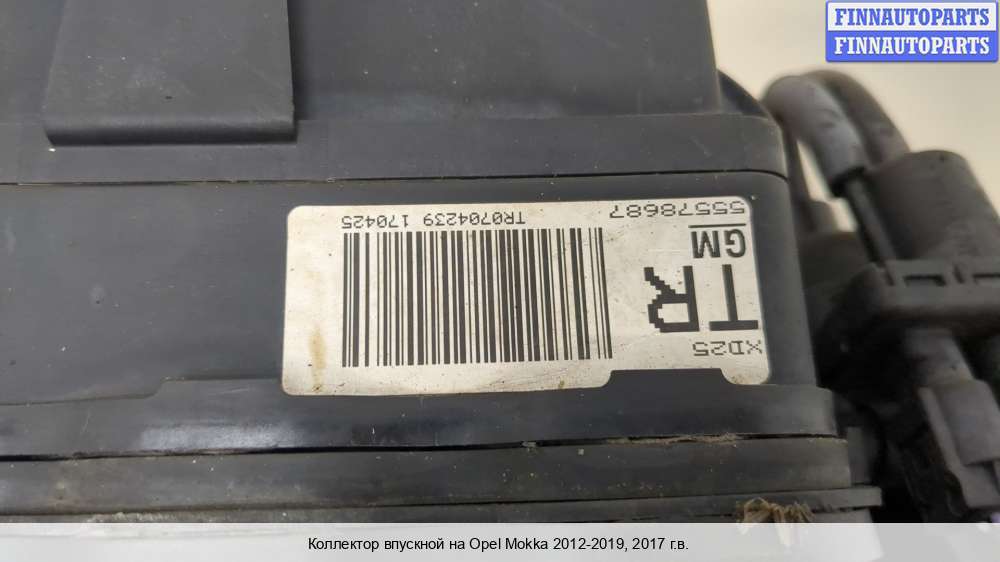 FINNAUTOPARTS
FINNAUTOPARTS
XD25
TR
GM
55578687
TR0704239 170425
Коллектор впускной на Opel Mokka 2012-2019, 2017 г.в.